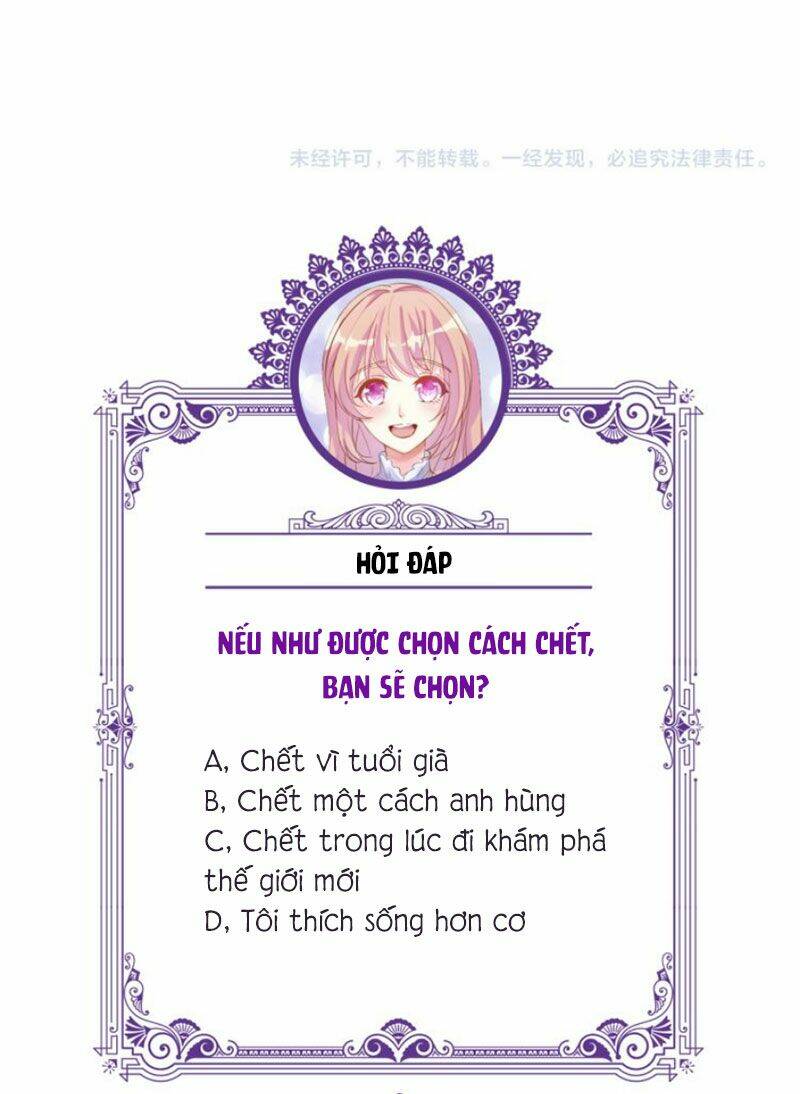 未经许可，不能转载。一经发现，必追究法律责任。
HỎI ĐÁP
NẾU NHƯ ĐƯỢC CHỌN CÁCH CHẾT,
BẠN SẼ CHỌN?
A, Chết vì tuổi già
B, Chết một cách anh hùng
C, Chết trong lúc đi khám phá
thế giới mới
D, Tôi thích sống hơn cơ